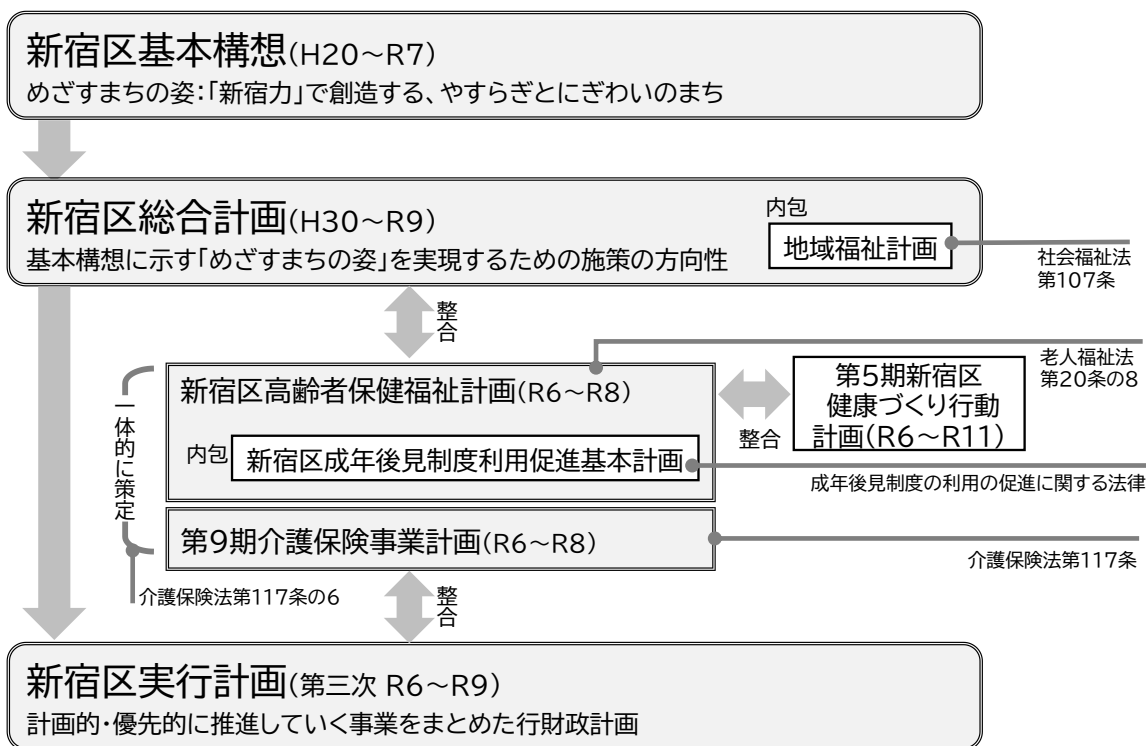 新宿区基本構想(H20～R7)
めざすまちの姿：「新宿力」で創造する、やすらぎとにぎわいのまち
新宿区総合計画(H30～R9)
基本構想に示す「めざすまちの姿」を実現するための施策の方向性
内包
地域福祉計画
社会福祉法
第107条
整合
老人福祉法
第20条の8
一体的に策定
新宿区高齢者保健福祉計画(R6～R8)
内包
新宿区成年後見制度利用促進基本計画
整合
第5期新宿区
健康づくり行動
計画(R6～R11)
成年後見制度の利用の促進に関する法律
第9期介護保険事業計画(R6～R8)
介護保険法第117条
介護保険法第117条の6
整合
新宿区実行計画(第三次 R6～R9)
計画的・優先的に推進していく事業をまとめた行財政計画